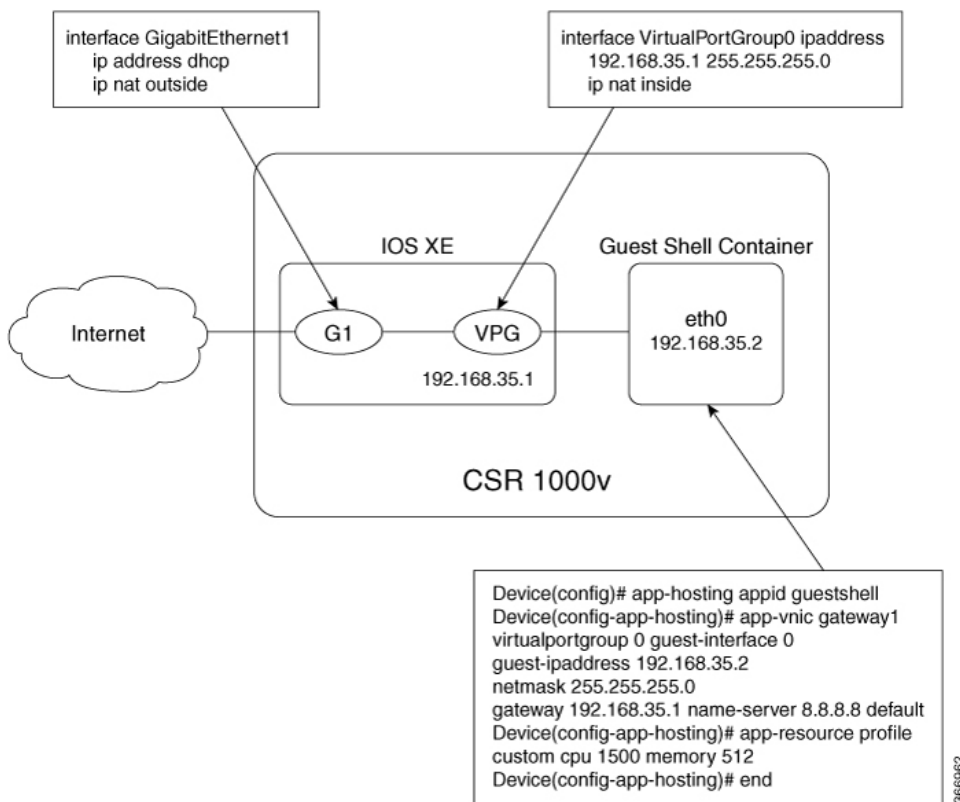 interface GigabitEthernet1
ip address dhcp
ip nat outside
interface VirtualPortGroup0 ipaddress
192.168.35.1 255.255.255.0
ip nat inside
IOS XE
Guest Shell Container
Internet
G1
VPG
192.168.35.1
eth0
192.168.35.2
CSR 1000v
Device(config)# app-hosting appid guestshell
Device(config-app-hosting)# app-vnic gateway1
virtualportgroup 0 guest-interface 0
guest-ipaddress 192.168.35.2
netmask 255.255.255.0
gateway 192.168.35.1 name-server 8.8.8.8 default
Device(config-app-hosting)# app-resource profile
custom cpu 1500 memory 512
Device(config-app-hosting)# end
366962